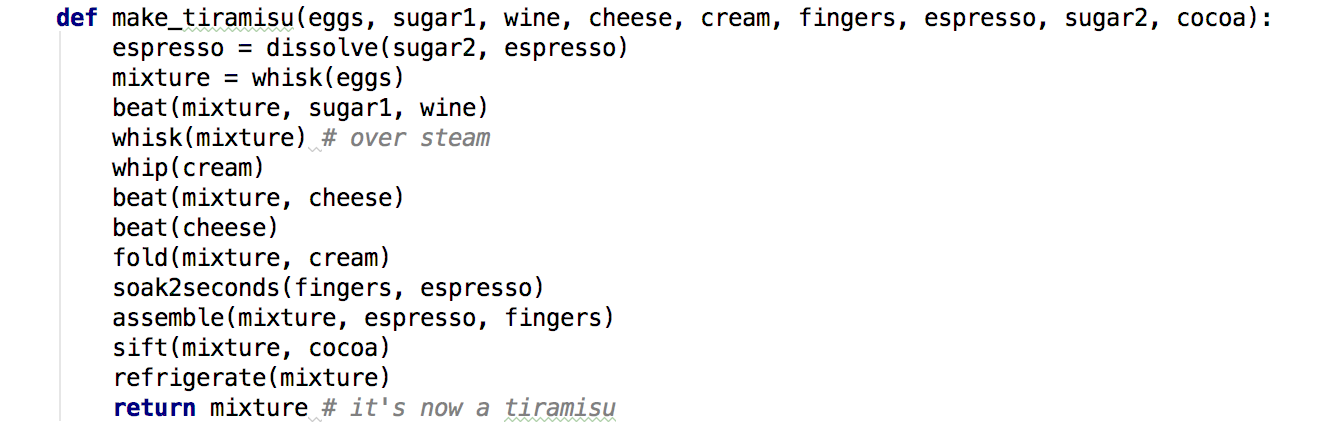 def make_tiramisu(eggs, sugar1, wine, cheese, cream, fingers, espresso, sugar2, cocoa):
    espresso = dissolve(sugar2, espresso)
    mixture = whisk(eggs)
    beat(mixture, sugar1, wine)
    whisk(mixture) # over steam
    whip(cream)
    beat(mixture, cheese)
    beat(cheese)
    fold(mixture, cream)
    soak2seconds(fingers, espresso)
    assemble(mixture, espresso, fingers)
    sift(mixture, cocoa)
    refrigerate(mixture)
    return mixture # it's now a tiramisu